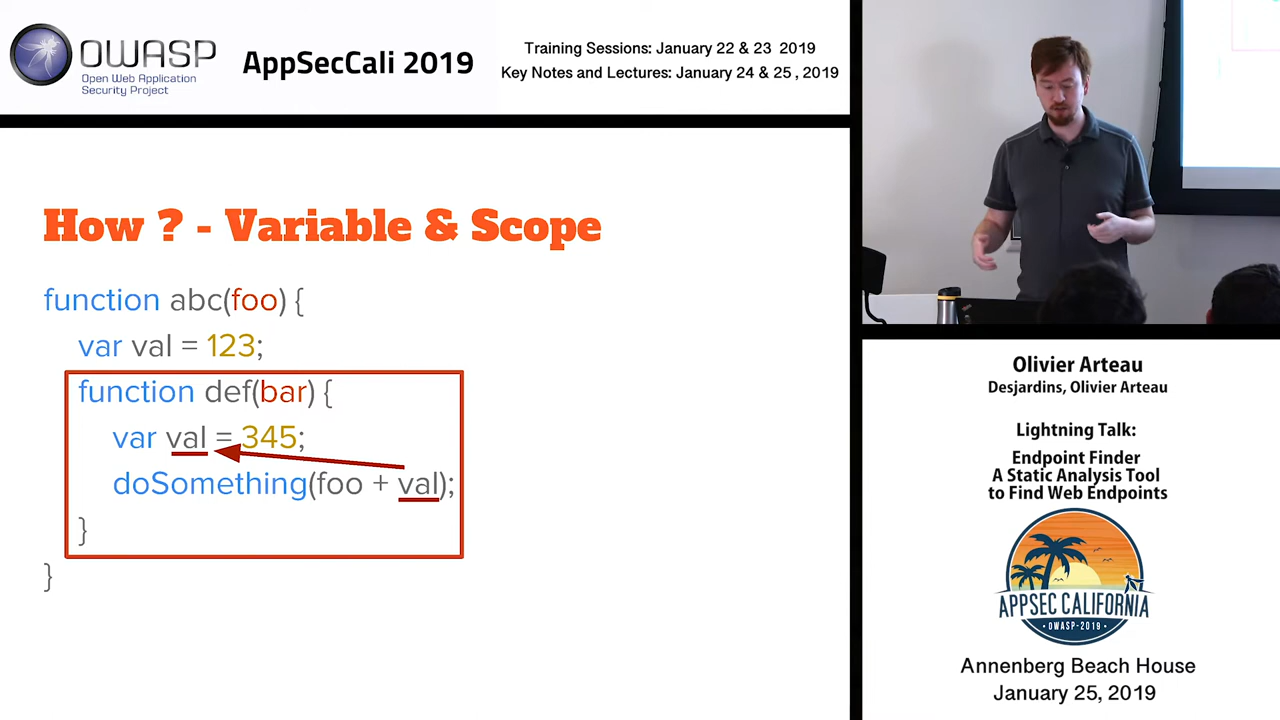 OWASP
Open Web Application
Security Project
AppSecCali 2019
Training Sessions: January 22 & 23 2019
Key Notes and Lectures: January 24 & 25 , 2019
How ? - Variable & Scope
function abc(foo) {
var val = 123;
function def(bar) {
var val = 345;
doSomething(foo + val);
}
}
Olivier Arteau
Desjardins, Olivier Arteau
Lightning Talk:
Endpoint Finder
A Static Analysis Tool
to Find Web Endpoints
APPSEC CALIFORNIA
• OWASP-2019 •
Annenberg Beach House
January 25, 2019